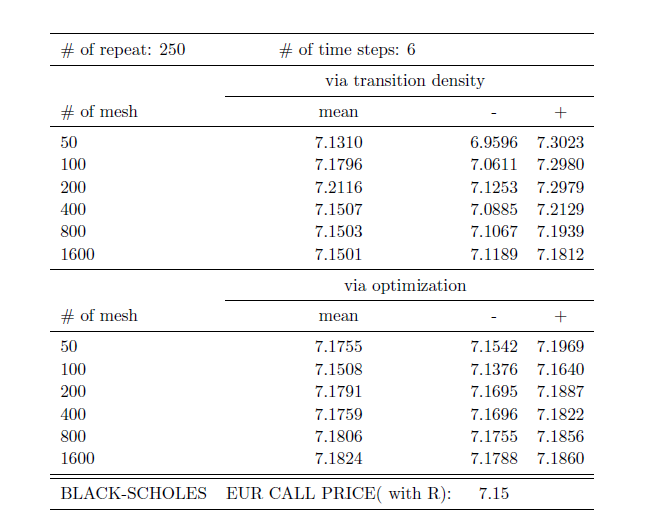 # of repeat: 250 # of time steps: 6
via transition density
# of mesh mean - +
50 7.1310 6.9596 7.3023
100 7.1796 7.0611 7.2980
200 7.2116 7.1253 7.2979
400 7.1507 7.0885 7.2129
800 7.1503 7.1067 7.1939
1600 7.1501 7.1189 7.1812
via optimization
# of mesh mean - +
50 7.1755 7.1542 7.1969
100 7.1508 7.1376 7.1640
200 7.1791 7.1695 7.1887
400 7.1759 7.1696 7.1822
800 7.1806 7.1755 7.1856
1600 7.1824 7.1788 7.1860
BLACK-SCHOLES EUR CALL PRICE( with R): 7.15